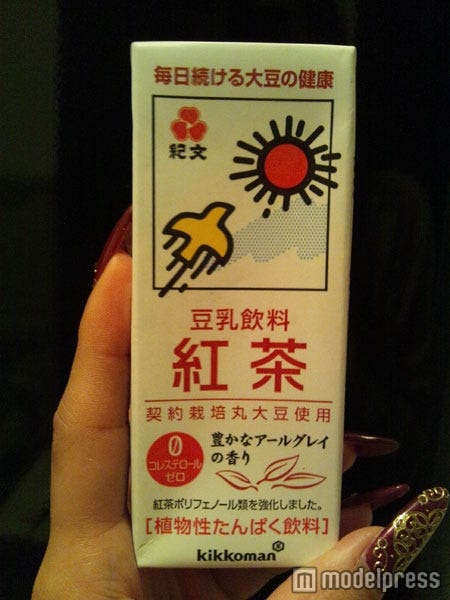 毎日続ける大豆の健康
紀文
豆乳飲料
紅茶
契約栽培丸大豆使用
0
コレステロール
ゼロ
豊かなアールグレイ
の香り
紅茶ポリフェノール類を強化しました。
[植物性たんぱく飲料]
kikkoman
m modelpress